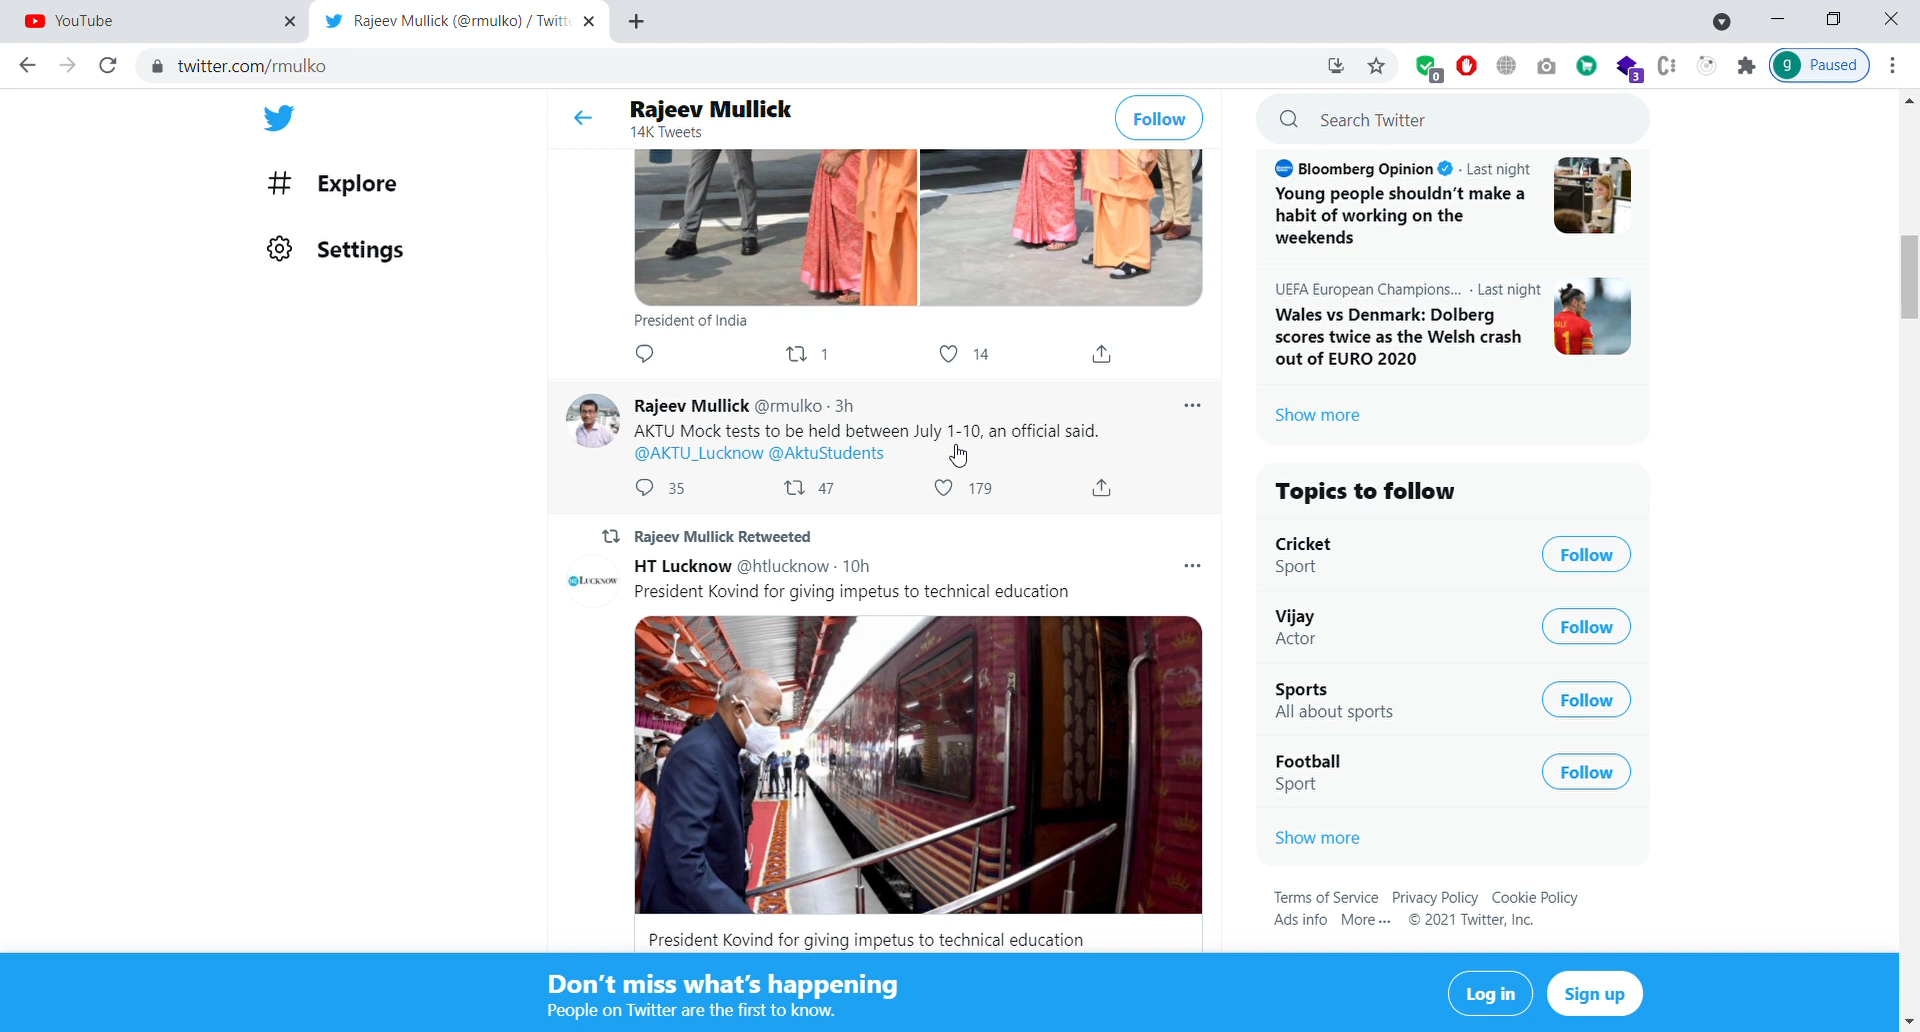 YouTube
Rajeev Mullick (@rmulko) / Twitt
twitter.com/rmulko
0
3
g
Paused
Explore
Settings
Rajeev Mullick
14K Tweets
Follow
President of India
1
14
Rajeev Mullick @rmulko · 3h
AKTU Mock tests to be held between July 1-10, an official said.
@AKTU_Lucknow @AktuStudents
35
47
179
Rajeev Mullick Retweeted
HT Lucknow @htlucknow · 10h
LUCKNOW
President Kovind for giving impetus to technical education
President Kovind for giving impetus to technical education
Search Twitter
Bloomberg Opinion · Last night
Young people shouldn't make a
habit of working on the
weekends
UEFA European Champions... · Last night
Wales vs Denmark: Dolberg
scores twice as the Welsh crash
out of EURO 2020
Show more
Topics to follow
Cricket
Sport
Follow
Vijay
Actor
Follow
Sports
All about sports
Follow
Football
Sport
Follow
Show more
Terms of Service Privacy Policy Cookie Policy
Ads info More ··· © 2021 Twitter, Inc.
Don't miss what's happening
People on Twitter are the first to know.
Log in
Sign up